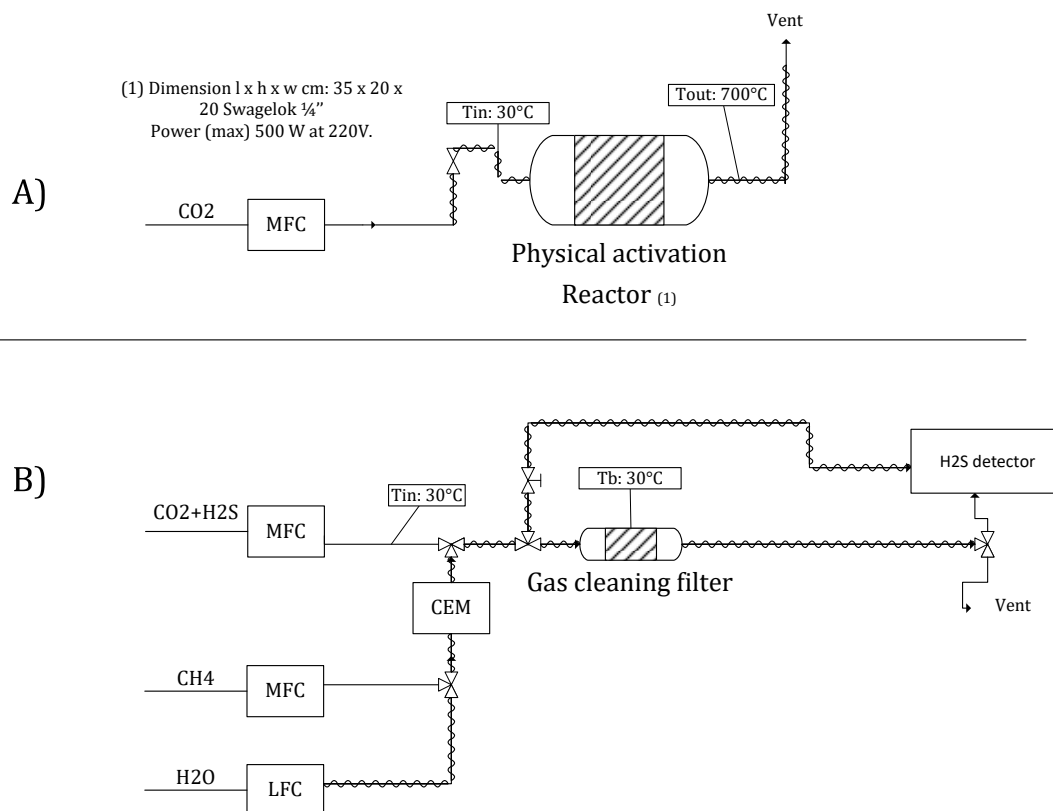 Vent
(1) Dimension l x h x w cm: 35 x 20 x
20 Swagelok ¼”
Power (max) 500 W at 220V.
Tin: 30°C
Tout: 700°C
A)
CO2
MFC
Physical activation
Reactor (1)
B)
H2S detector
Tb: 30°C
Tin: 30°C
CO2+H2S
MFC
Gas cleaning filter
CEM
Vent
CH4
MFC
H2O
LFC